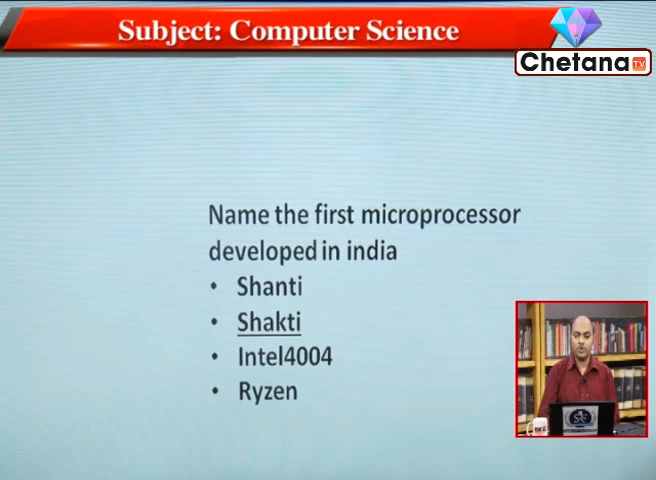 Subject: Computer Science
Chetana TV
Name the first microprocessor
developed in india
• Shanti
• Shakti
• Intel4004
• Ryzen